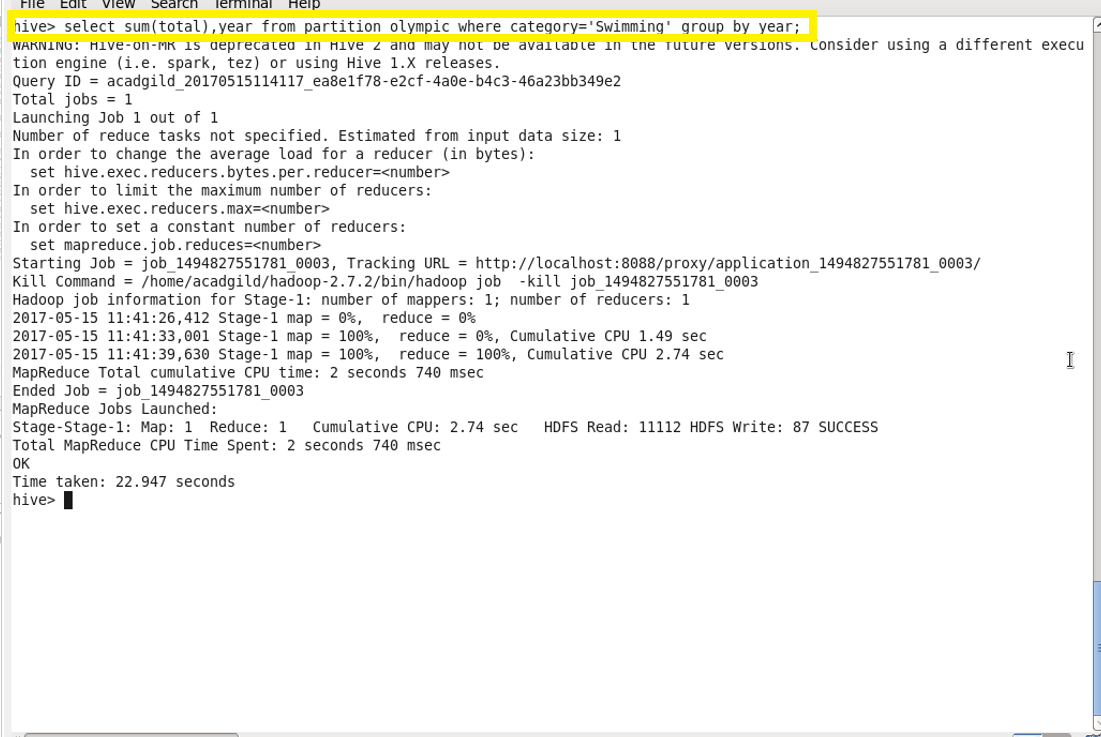 File Edit View Search Terminal Help
hive> select sum(total),year from partition olympic where category='Swimming' group by year;
WARNING: Hive-on-MR is deprecated in Hive 2 and may not be available in the future versions. Consider using a different execu
tion engine (i.e. spark, tez) or using Hive 1.X releases.
Query ID = acadgild_20170515114117_ea8e1f78-e2cf-4a0e-b4c3-46a23bb349e2
Total jobs = 1
Launching Job 1 out of 1
Number of reduce tasks not specified. Estimated from input data size: 1
In order to change the average load for a reducer (in bytes):
  set hive.exec.reducers.bytes.per.reducer=<number>
In order to limit the maximum number of reducers:
  set hive.exec.reducers.max=<number>
In order to set a constant number of reducers:
  set mapreduce.job.reduces=<number>
Starting Job = job_1494827551781_0003, Tracking URL = http://localhost:8088/proxy/application_1494827551781_0003/
Kill Command = /home/acadgild/hadoop-2.7.2/bin/hadoop job  -kill job_1494827551781_0003
Hadoop job information for Stage-1: number of mappers: 1; number of reducers: 1
2017-05-15 11:41:26,412 Stage-1 map = 0%,  reduce = 0%
2017-05-15 11:41:33,001 Stage-1 map = 100%,  reduce = 0%, Cumulative CPU 1.49 sec
2017-05-15 11:41:39,630 Stage-1 map = 100%,  reduce = 100%, Cumulative CPU 2.74 sec
MapReduce Total cumulative CPU time: 2 seconds 740 msec
Ended Job = job_1494827551781_0003
MapReduce Jobs Launched:
Stage-Stage-1: Map: 1  Reduce: 1   Cumulative CPU: 2.74 sec   HDFS Read: 11112 HDFS Write: 87 SUCCESS
Total MapReduce CPU Time Spent: 2 seconds 740 msec
OK
Time taken: 22.947 seconds
hive>